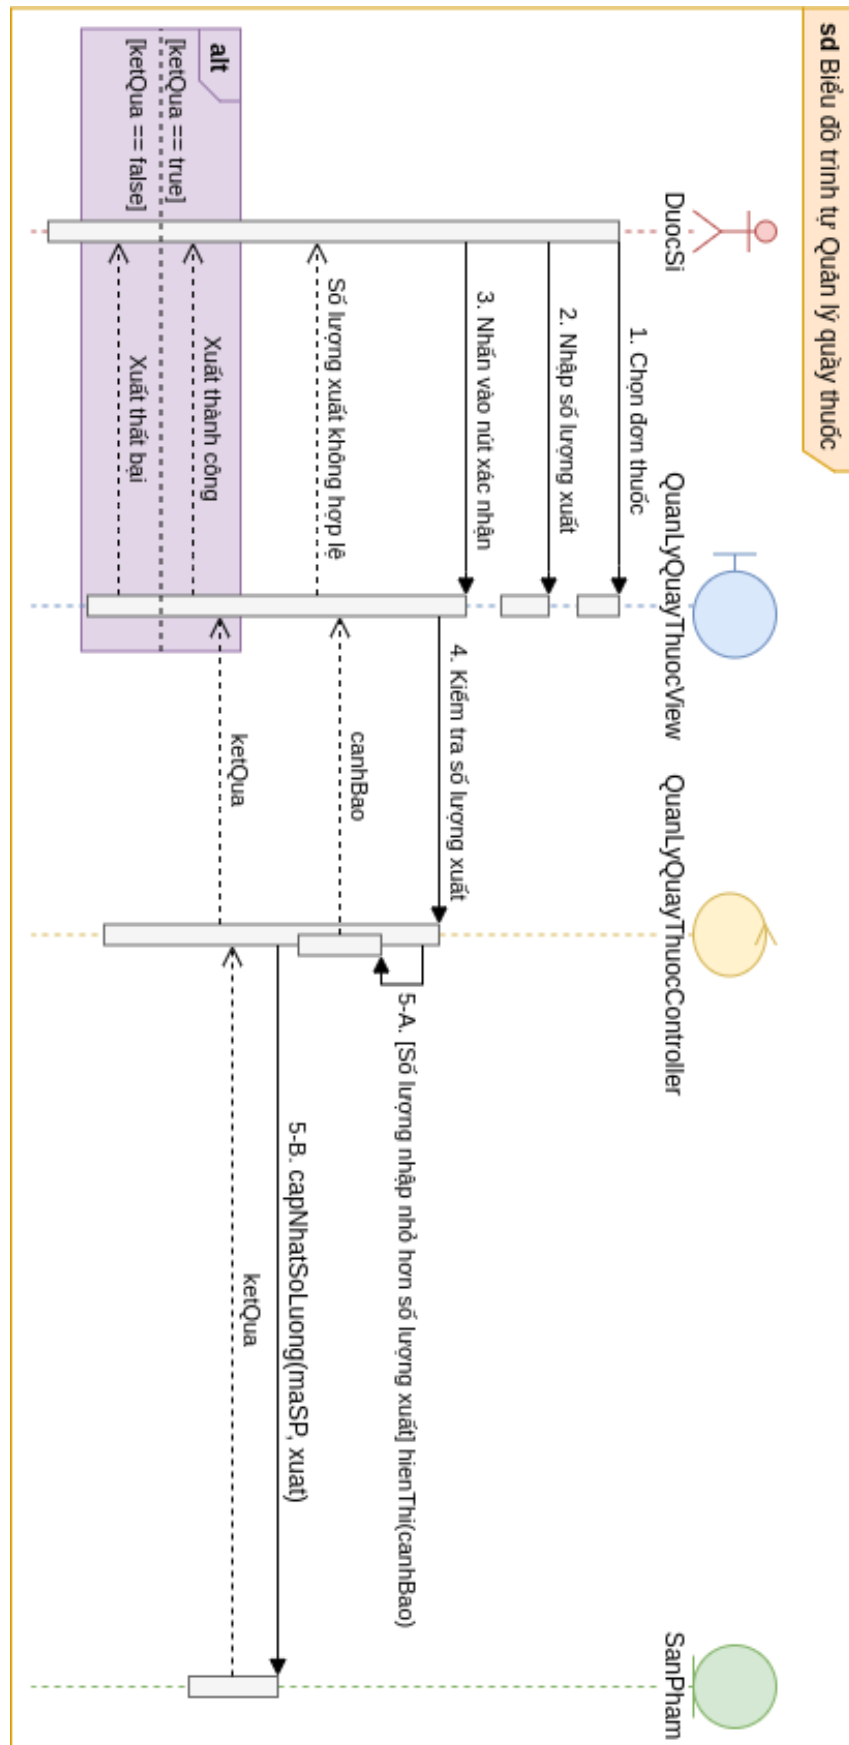 sd Biểu đồ trình tự Quản lý quầy thuốc
DuocSi
QuanLyQuayThuocView
QuanLyQuayThuocController
SanPham
1. Chọn đơn thuốc
2. Nhập số lượng xuất
3. Nhấn vào nút xác nhận
4. Kiểm tra số lượng xuất
5-A. [Số lượng nhập nhỏ hơn số lượng xuất] hienThi(canhBao)
canhBao
Số lượng xuất không hợp lệ
5-B. capNhatSoLuong(maSP, xuat)
ketQua
ketQua
alt
[ketQua == true]
Xuất thành công
[ketQua == false]
Xuất thất bại